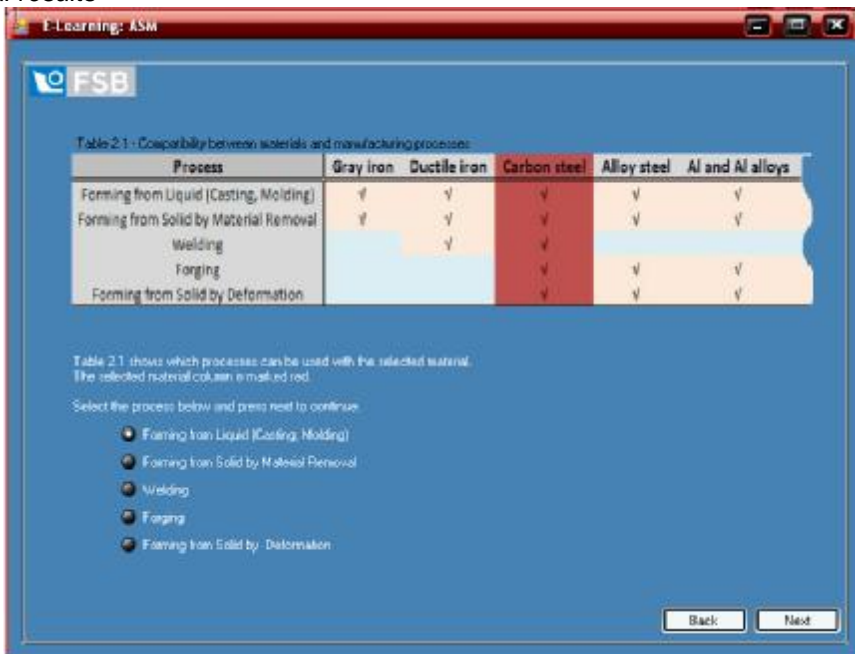 results
E-Learning: ASM
FSB
Table 2.1 - Compatibility between materials and manufacturing processes
Process Gray iron Ductile iron Carbon steel Alloy steel Al and Al alloys
Forming from Liquid (Casting, Molding) √ √ √ √ √
Forming from Solid by Material Removal √ √ √ √ √
Welding √ √
Forging √ √ √
Forming from Solid by Deformation √ √ √
Table 2.1 shows which processes can be used with the selected material.
The selected material column is marked red.
Select the process below and press next to continue.
Forming from Liquid (Casting, Molding)
Forming from Solid by Material Removal
Welding
Forging
Forming from Solid by Deformation
Back Next